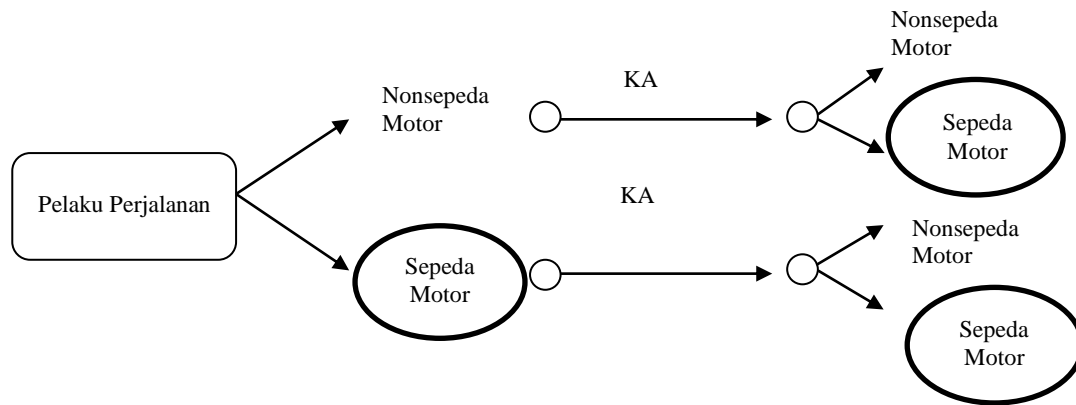 Nonsepeda
Motor
KA
Nonsepeda
Motor
Sepeda
Motor
Pelaku Perjalanan
KA
Nonsepeda
Motor
Sepeda
Motor
Sepeda
Motor